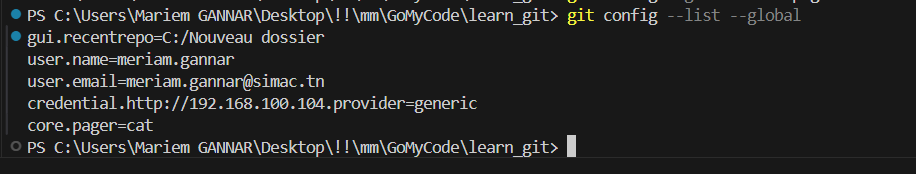 PS C:\Users\Mariem GANNAR\Desktop\!!\mm\GoMyCode\learn_git> git config --list --global
gui.recentrepo=C:/Nouveau dossier
user.name=meriam.gannar
user.email=meriam.gannar@simac.tn
credential.http://192.168.100.104.provider=generic
core.pager=cat
PS C:\Users\Mariem GANNAR\Desktop\!!\mm\GoMyCode\learn_git>